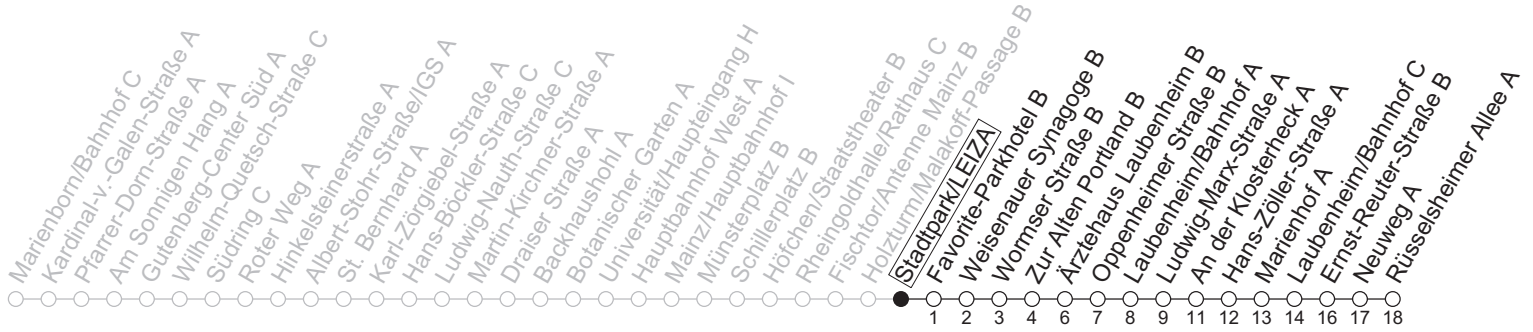 Marienborn/Bahnhof C
Kardinal-v.-Galen-Straße A
Pfarrer-Dorn-Straße A
Am Sonnigen Hang A
Gutenberg-Center Süd A
Wilhelm-Quetsch-Straße C
Südring C
Roter Weg A
Hinkelsteinerstraße A
Albert-Stohr-Straße/IGS A
St. Bernhard A
Karl-Zörgiebel-Straße A
Hans-Böckler-Straße C
Ludwig-Nauth-Straße C
Martin-Kirchner-Straße A
Draiser Straße A
Backhaushohl A
Botanischer Garten A
Universität/Haupteingang H
Hauptbahnhof West A
Mainz/Hauptbahnhof I
Münsterplatz B
Schillerplatz B
Höfchen/Staatstheater B
Rheingoldhalle/Rathaus C
Fischtor/Antenne Mainz B
Holzturm/Malakoff-Passage B
Stadtpark/LEIZA
Favorite-Parkhotel B
Weisenauer Synagoge B
Wormser Straße B
Zur Alten Portland B
Ärztehaus Laubenheim B
Oppenheimer Straße B
Laubenheim/Bahnhof A
Ludwig-Marx-Straße A
An der Klosterheck A
Hans-Zöller-Straße A
Marienhof A
Laubenheim/Bahnhof C
Ernst-Reuter-Straße B
Neuweg A
Rüsselsheimer Allee A
1 2 3 4 6 7 8 9 11 12 13 14 16 17 18